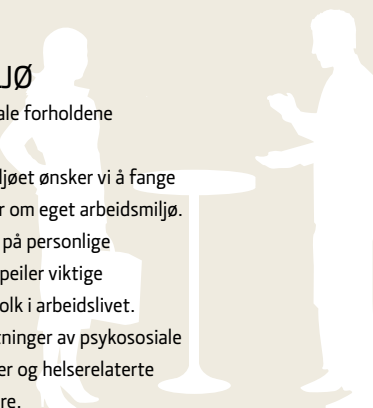 JØ
ale forholdene
ljøet ønsker vi å fange
r om eget arbeidsmiljø.
på personlige
peiler viktige
olk i arbeidslivet.
tninger av psykososiale
er og helserelaterte
re.